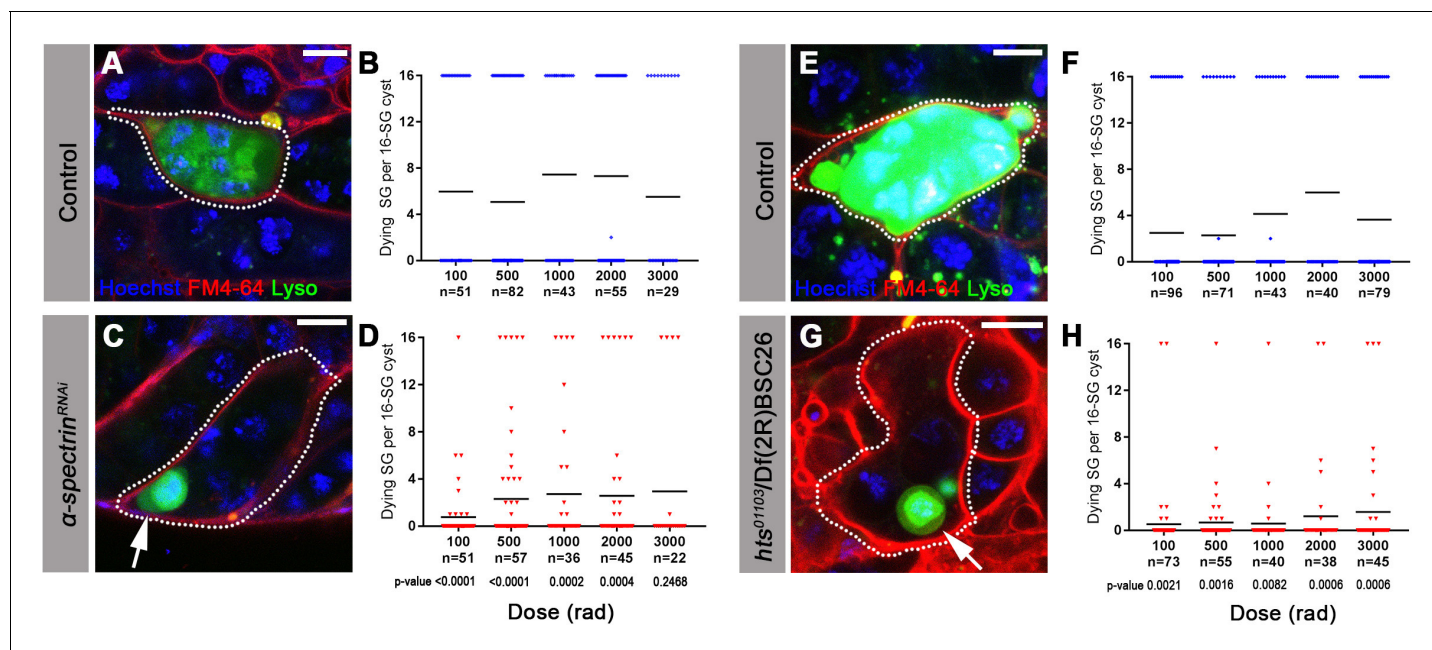 Control
A
Hoechst FM4-64 Lyso
B
Dying SG per 16-SG cyst
16
12
8
4
0
100 500 1000 2000 3000
n=51 n=82 n=43 n=55 n=29
Control
E
Hoechst FM4-64 Lyso
F
Dying SG per 16-SG cyst
16
12
8
4
0
100 500 1000 2000 3000
n=96 n=71 n=43 n=40 n=79
α-spectrinRNAi
C
D
Dying SG per 16-SG cyst
16
12
8
4
0
100 500 1000 2000 3000
n=51 n=57 n=36 n=45 n=22
p-value <0.0001 <0.0001 0.0002 0.0004 0.2468
Dose (rad)
hts01103/Df(2R)BSC26
G
H
Dying SG per 16-SG cyst
16
12
8
4
0
100 500 1000 2000 3000
n=73 n=55 n=40 n=38 n=45
p-value 0.0021 0.0016 0.0082 0.0006 0.0006
Dose (rad)